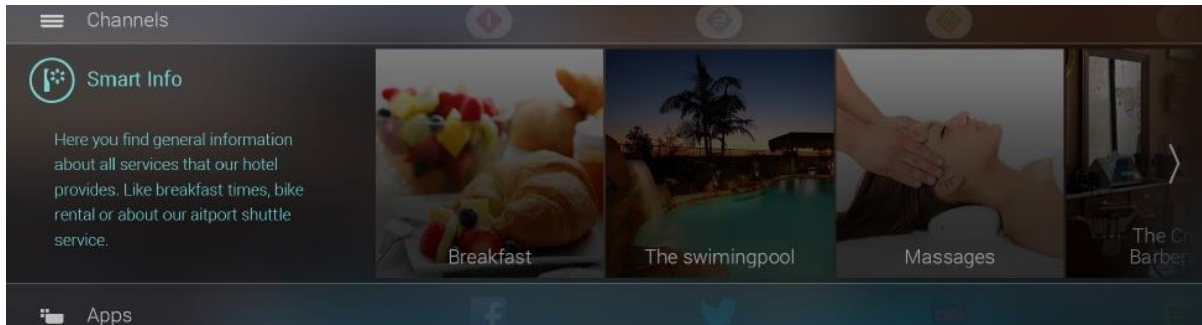 Channels
Smart Info
Here you find general information
about all services that our hotel
provides. Like breakfast times, bike
rental or about our aitport shuttle
service.
Breakfast
The swimingpool
Massages
The
Apps